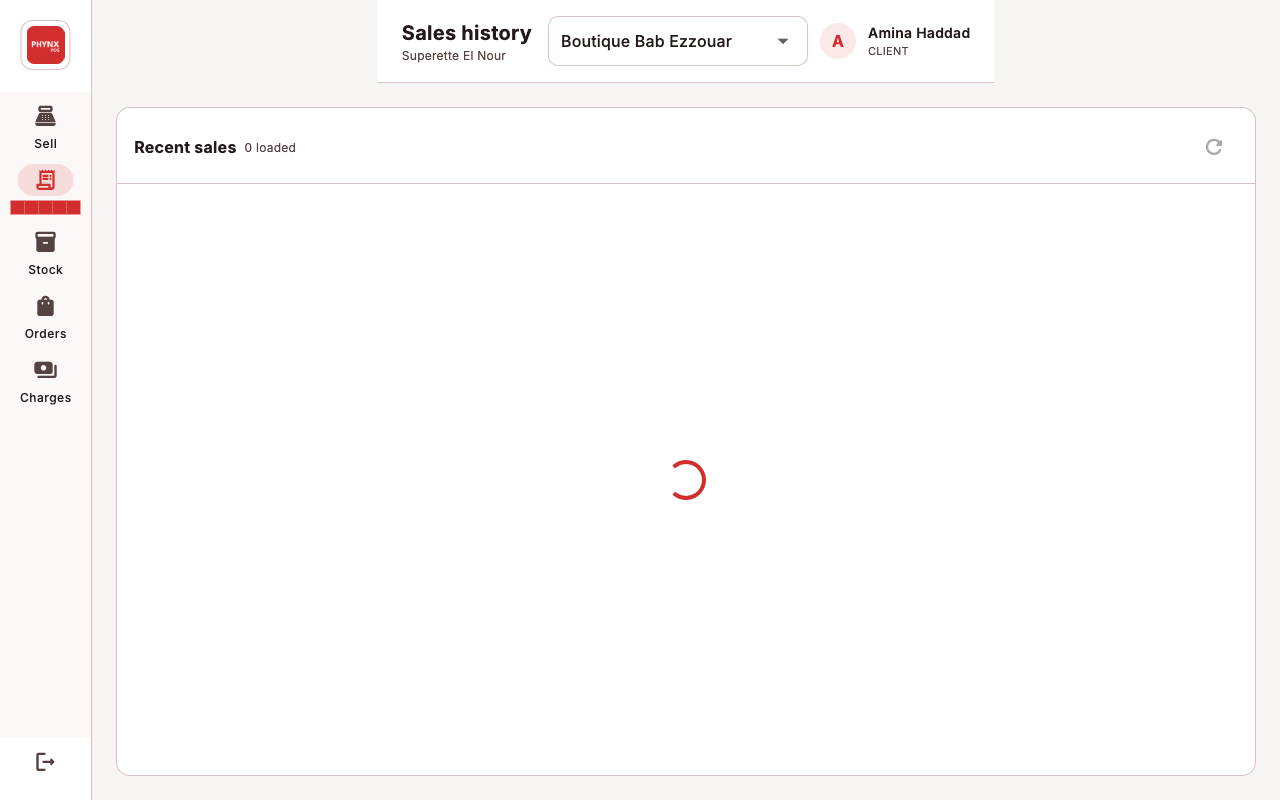 PHYNX
POS
Sell
Stock
Orders
Charges
Sales history
Superette El Nour
Boutique Bab Ezzouar
A
Amina Haddad
CLIENT
Recent sales 0 loaded